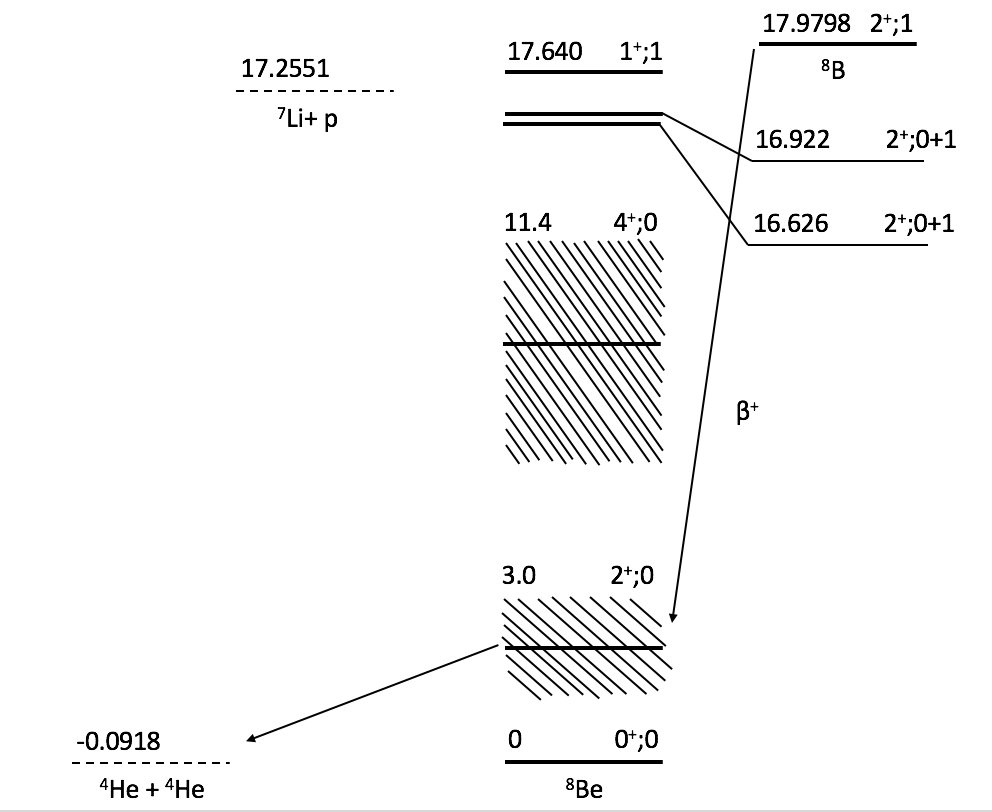 17.9798 2⁺;1
⁸B
17.640 1⁺;1
17.2551
⁷Li+ p
16.922 2⁺;0+1
16.626 2⁺;0+1
11.4 4⁺;0
β⁺
3.0 2⁺;0
-0.0918
⁴He + ⁴He
0 0⁺;0
⁸Be